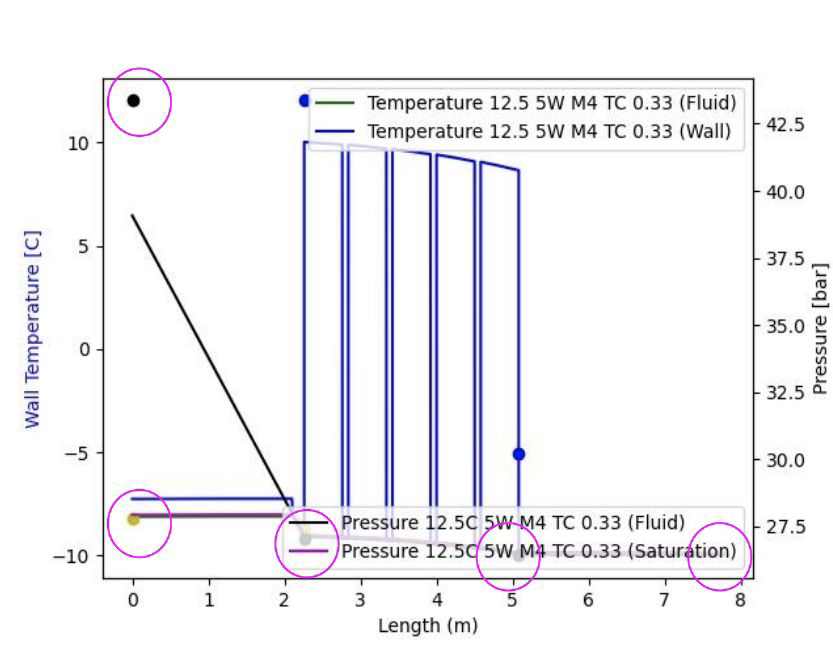 Temperature 12.5 5W M4 TC 0.33 (Fluid)
Temperature 12.5 5W M4 TC 0.33 (Wall)
Wall Temperature [C]
10
5
0
−5
−10
42.5
40.0
37.5
35.0
32.5
30.0
27.5
Pressure [bar]
Pressure 12.5C 5W M4 TC 0.33 (Fluid)
Pressure 12.5C 5W M4 TC 0.33 (Saturation)
0 1 2 3 4 5 6 7 8
Length (m)